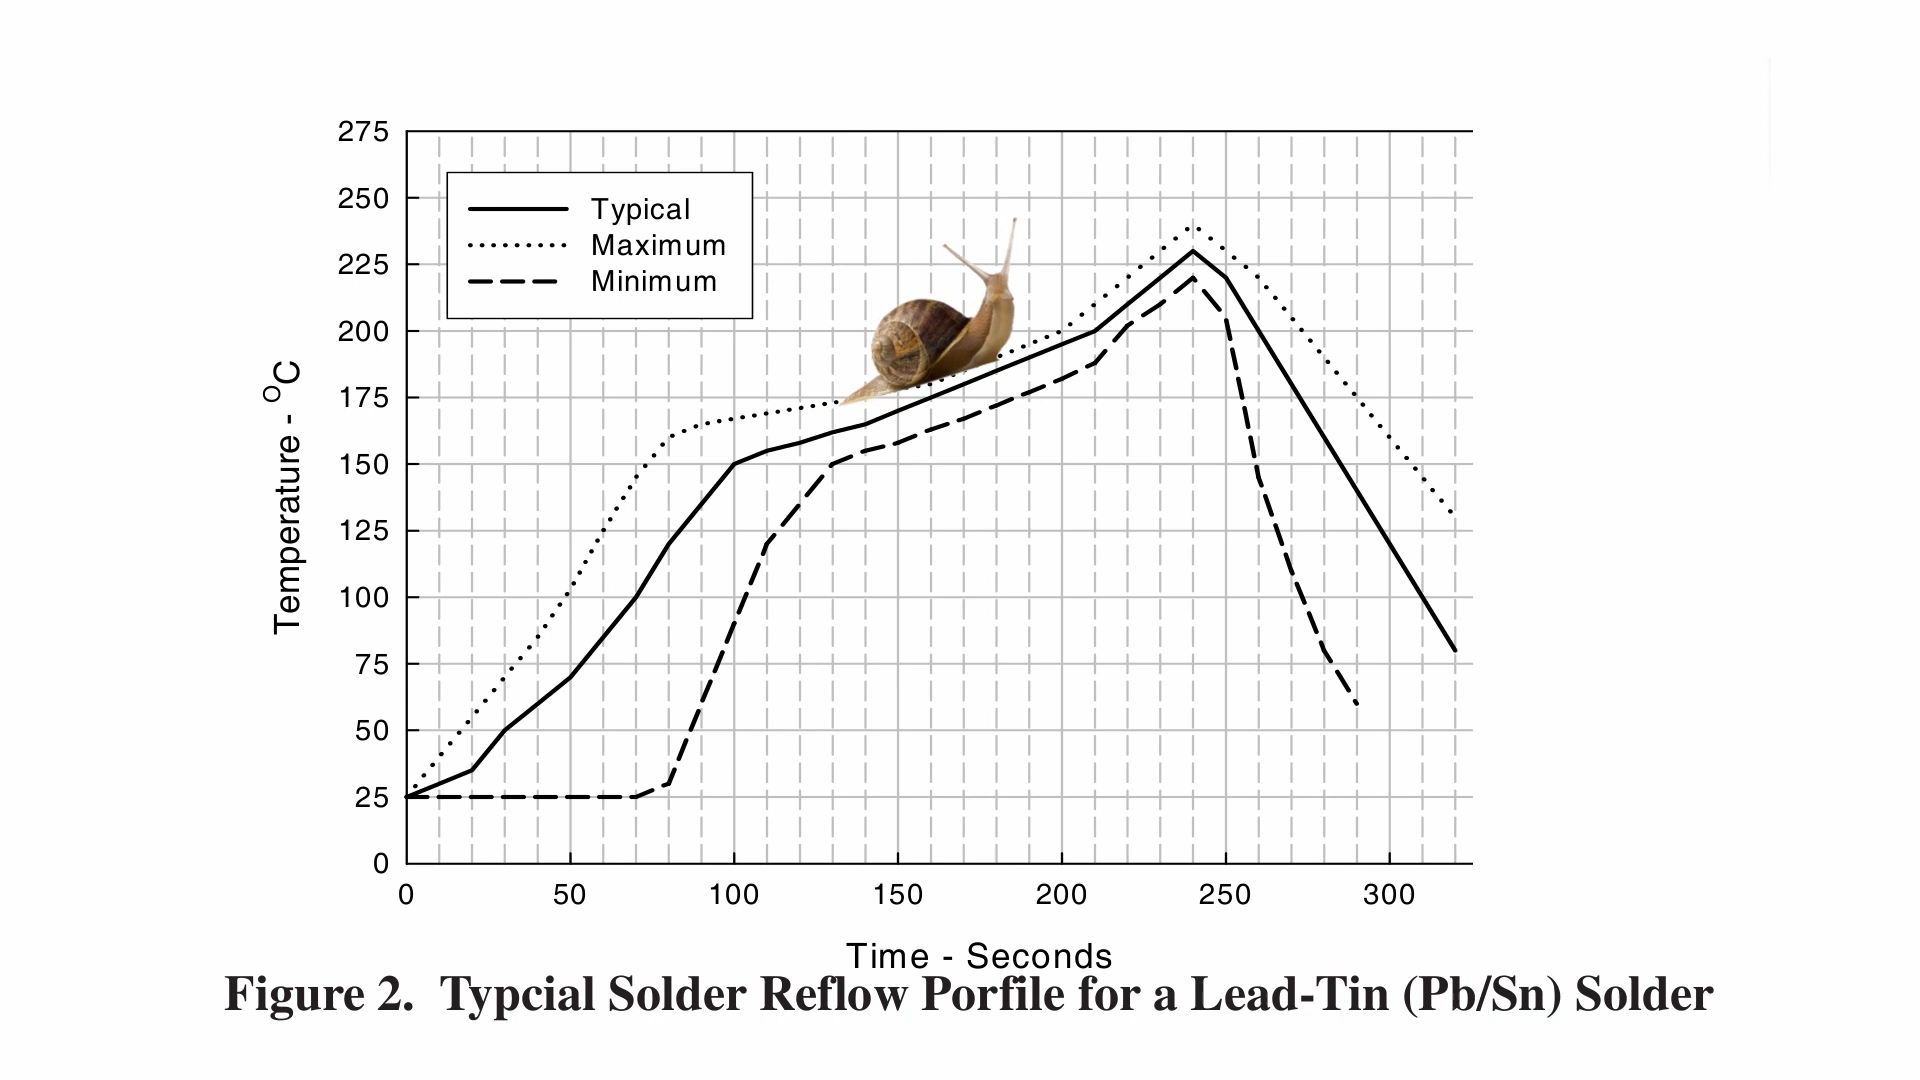 275
250
225
200
175
150
125
100
75
50
25
0
Temperature - °C
Typical
Maximum
Minimum
0 50 100 150 200 250 300
Time - Seconds
Figure 2. Typcial Solder Reflow Porfile for a Lead-Tin (Pb/Sn) Solder